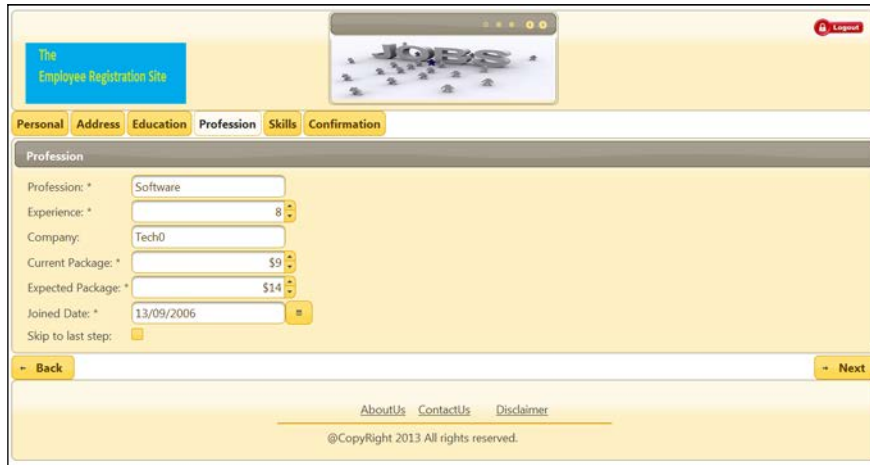 Logout
JOBS
The
Employee Registration Site
Personal Address Education Profession Skills Confirmation
Profession
Profession: * Software
Experience: * 8
Company: Tech0
Current Package: * $9
Expected Package: * $14
Joined Date: * 13/09/2006
Skip to last step:
Back Next
AboutUs ContactUs Disclaimer
@CopyRight 2013 All rights reserved.